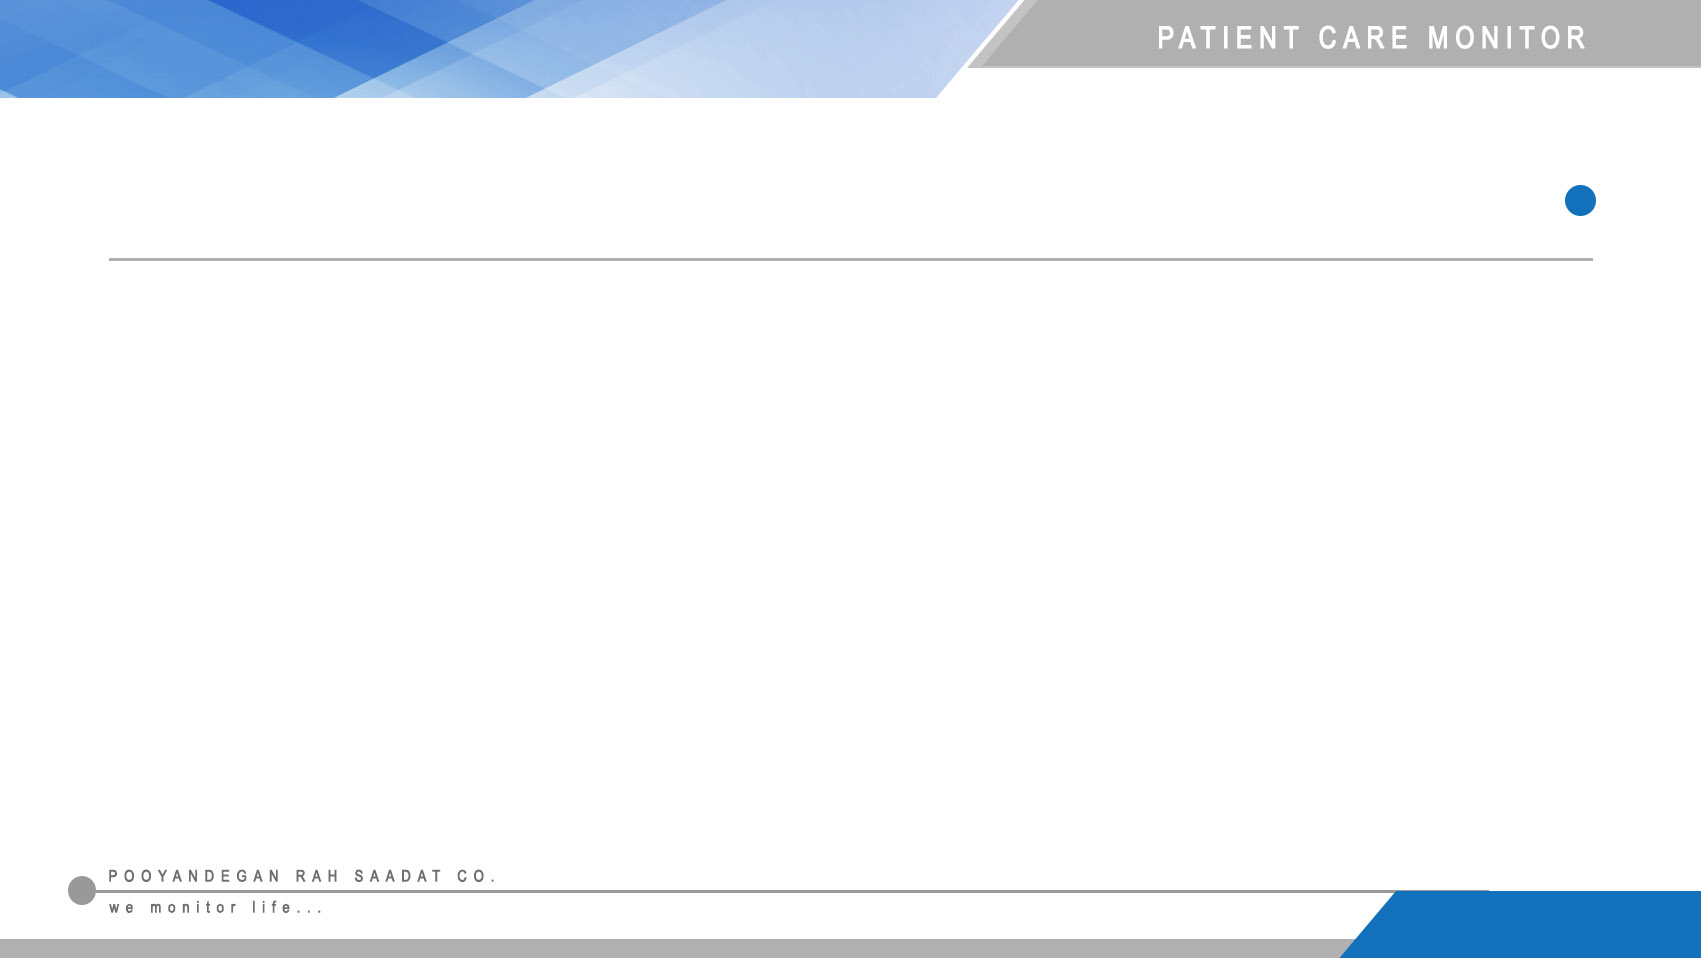 PATIENT CARE MONITOR
POOYANDEGAN RAH SAADAT CO.
we monitor life...